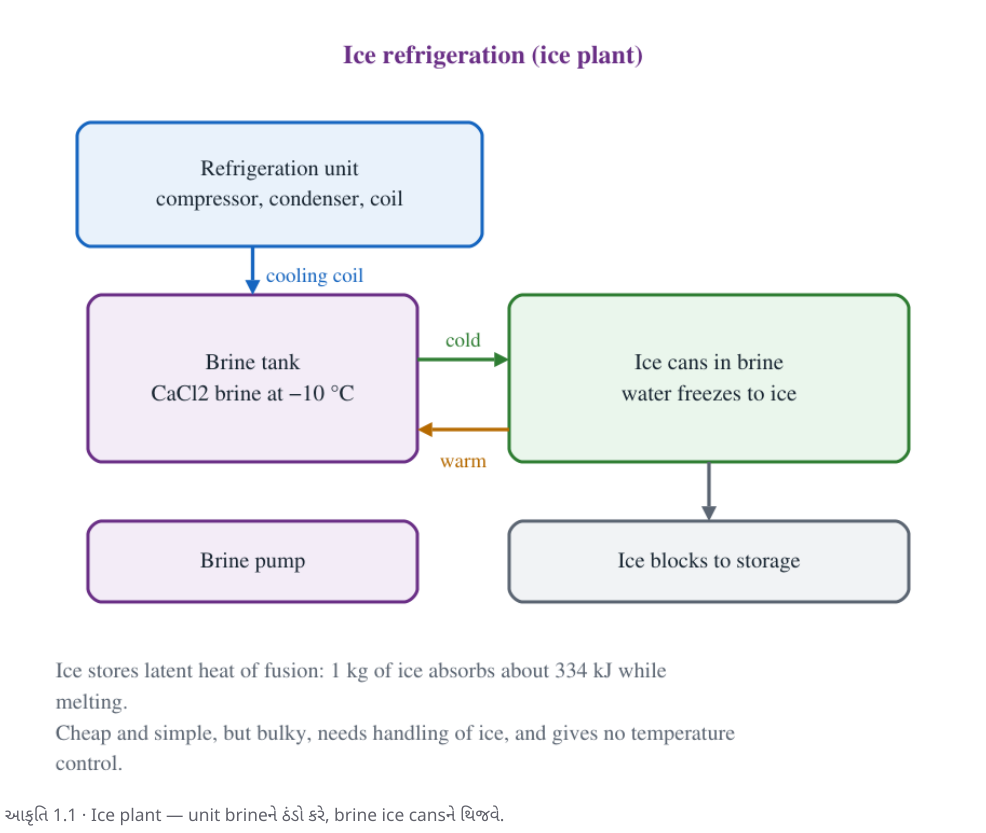 Ice refrigeration (ice plant)
Refrigeration unit
compressor, condenser, coil
cooling coil
Brine tank
CaCl2 brine at −10 °C
cold
warm
Ice cans in brine
water freezes to ice
Brine pump
Ice blocks to storage
Ice stores latent heat of fusion: 1 kg of ice absorbs about 334 kJ while
melting.
Cheap and simple, but bulky, needs handling of ice, and gives no temperature
control.
આકૃતિ 1.1 · Ice plant — unit brineને ઠંડો કરે, brine ice cansને થિજવે.